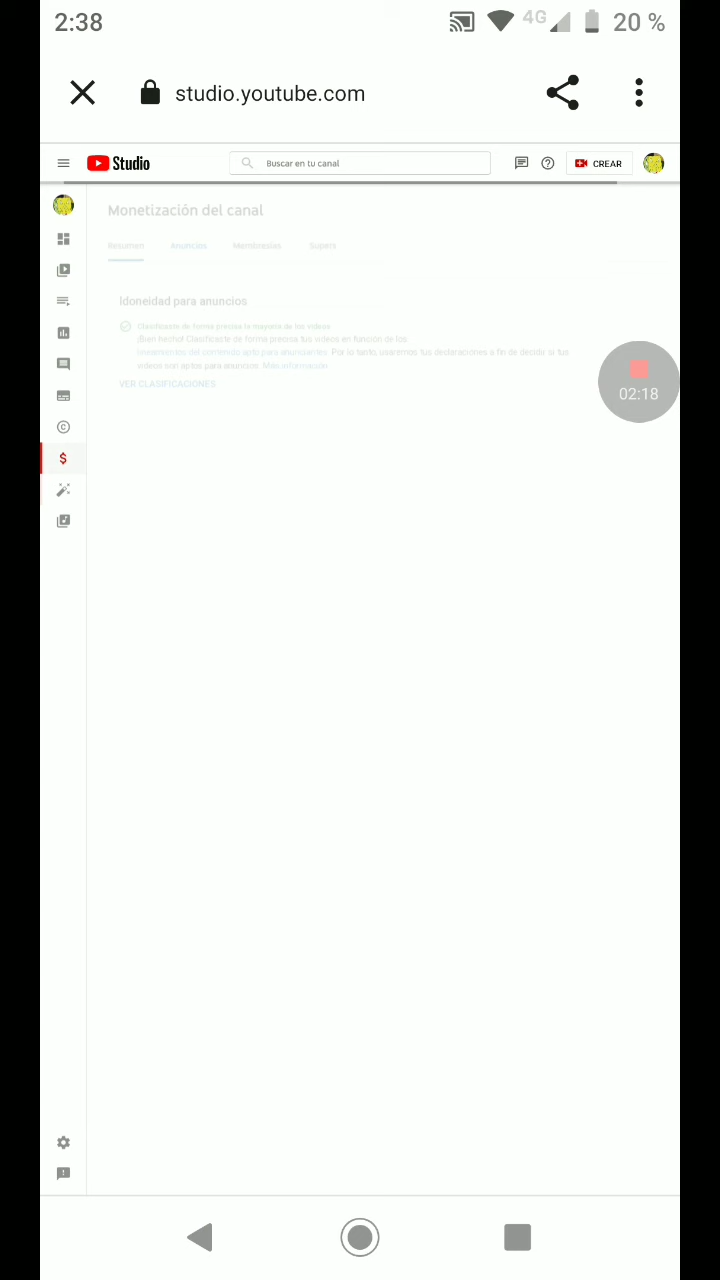 2:38
4G
20 %
studio.youtube.com
Studio
Buscar en tu canal
CREAR
Monetización del canal
Resumen Anuncios Membresías Supers
Idoneidad para anuncios
Clasificaste de forma precisa la mayoría de los videos
¡Bien hecho! Clasificaste de forma precisa tus videos en función de los
lineamientos del contenido apto para anunciantes. Por lo tanto, usaremos tus declaraciones a fin de decidir si tus
videos son aptos para anuncios. Más información
VER CLASIFICACIONES
02:18